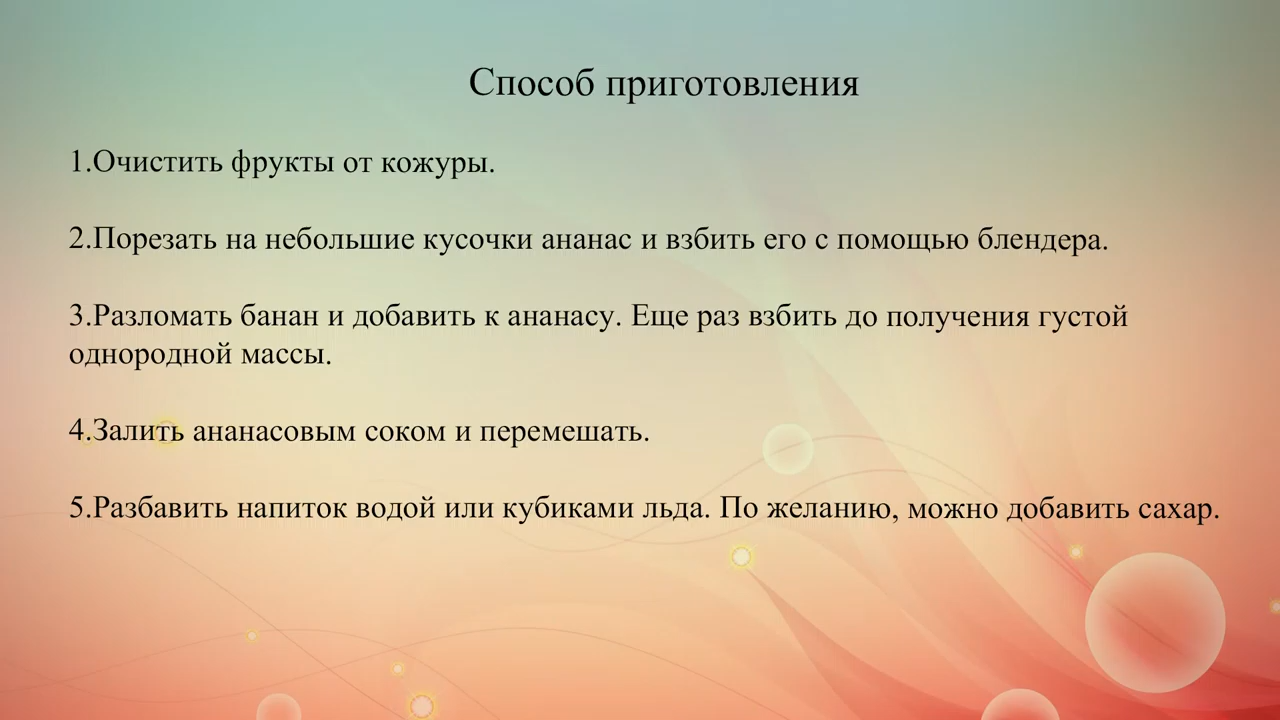 Способ приготовления
1.Очистить фрукты от кожуры.
2.Порезать на небольшие кусочки ананас и взбить его с помощью блендера.
3.Разломать банан и добавить к ананасу. Еще раз взбить до получения густой
однородной массы.
4.Залить ананасовым соком и перемешать.
5.Разбавить напиток водой или кубиками льда. По желанию, можно добавить сахар.